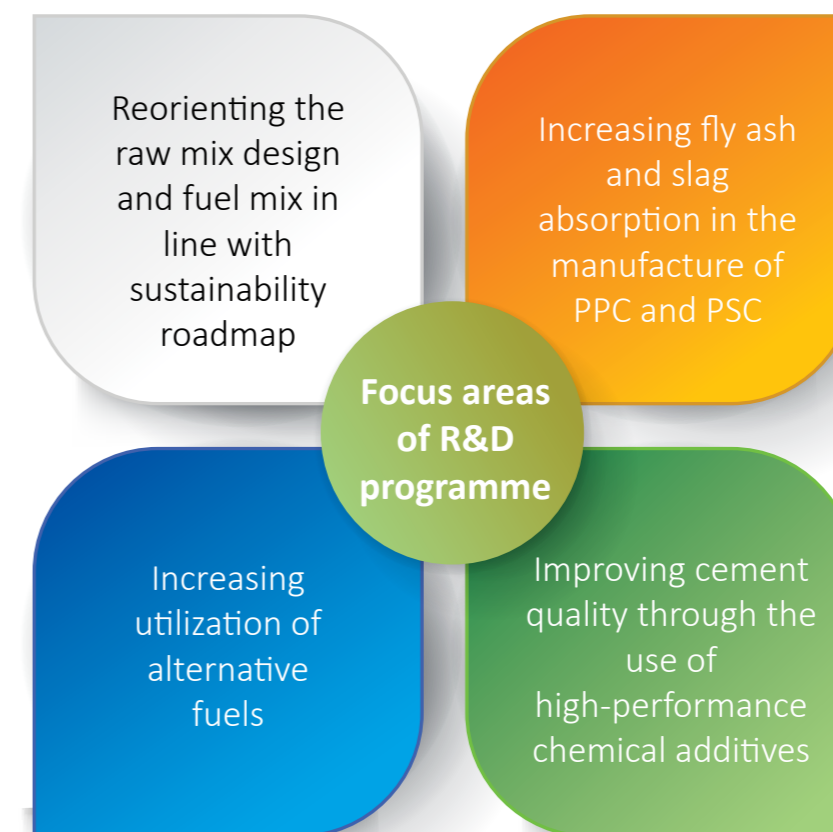 Reorienting the
raw mix design
and fuel mix in
line with
sustainability
roadmap
Increasing fly ash
and slag
absorption in the
manufacture of
PPC and PSC
Focus areas
of R&D
programme
Increasing
utilization of
alternative
fuels
Improving cement
quality through the
use of
high-performance
chemical additives